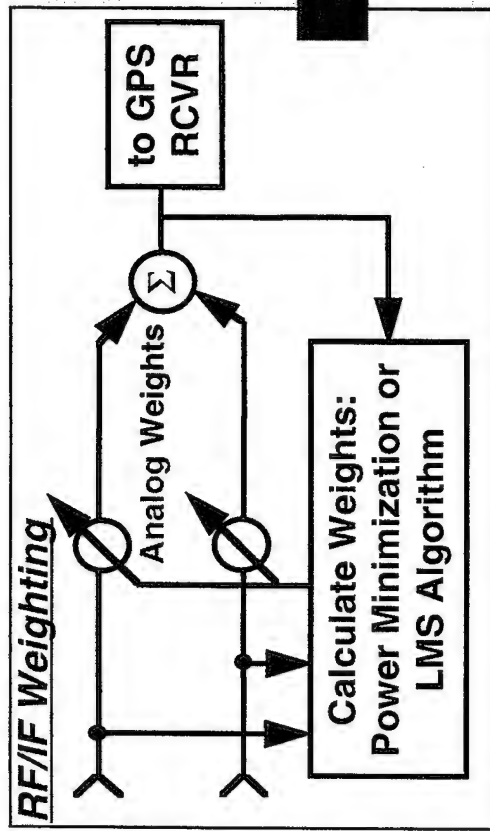 RF/IF Weighting
Analog Weights
Σ
to GPS
RCVR
Calculate Weights:
Power Minimization or
LMS Algorithm